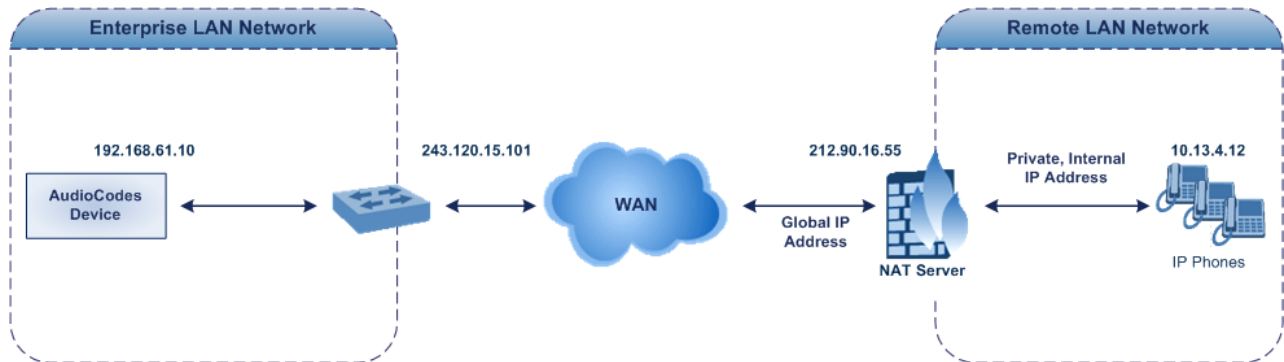 Enterprise LAN Network
Remote LAN Network
192.168.61.10
243.120.15.101
212.90.16.55
Private, Internal
IP Address
10.13.4.12
AudioCodes
Device
WAN
Global IP
Address
NAT Server
IP Phones